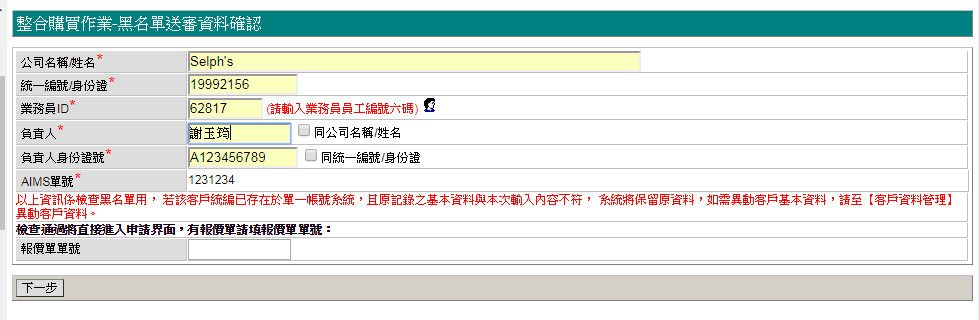 整合購買作業-黑名單送審資料確認
公司名稱/姓名* Selph's
統一編號/身份證* 19992156
業務員ID* 62817 (請輸入業務員員工編號六碼)
負責人* 謝玉筠 同公司名稱/姓名
負責人身份證號* A123456789 同統一編號/身份證
AIMS單號* 1231234
以上資訊係檢查黑名單用， 若該客戶統編已存在於單一帳號系統，且原記錄之基本資料與本次輸入內容不符， 系統將保留原資料，如需異動客戶基本資料，請至【客戶資料管理】
異動客戶資料。
檢查通過將直接進入申請界面，有報價單請填報價單單號：
報價單單號
下一步